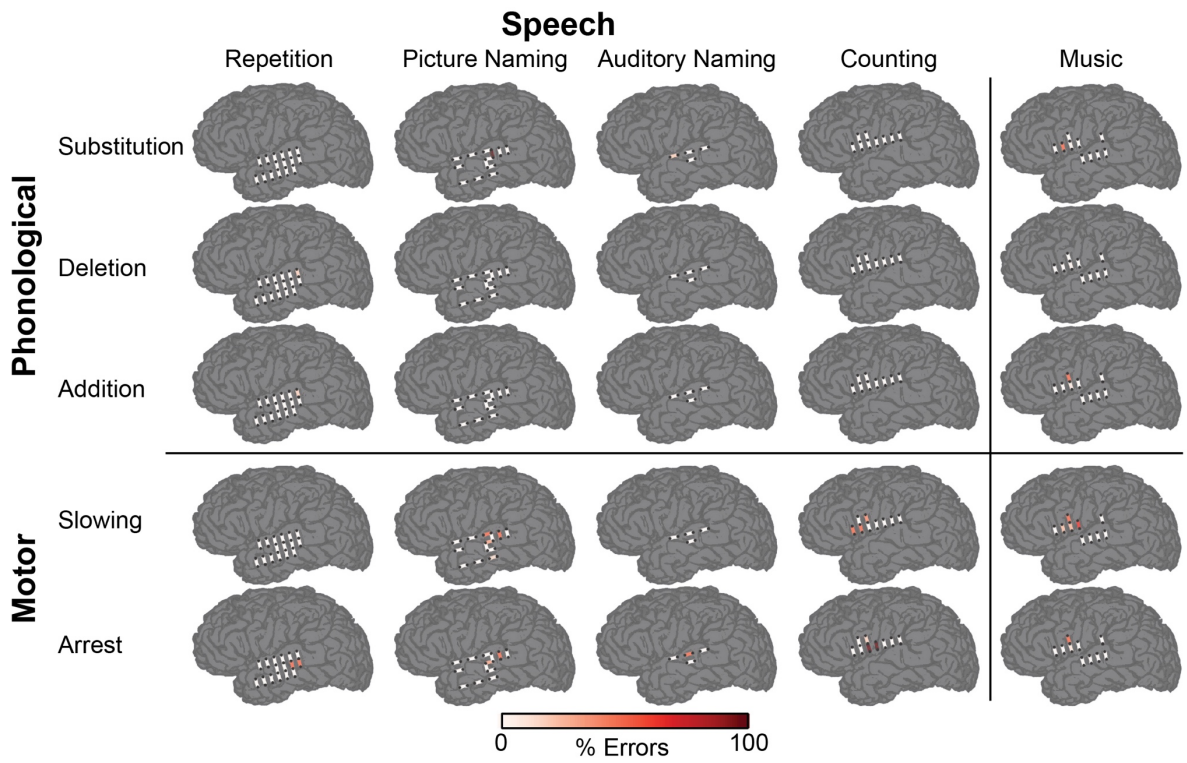 Speech
Repetition Picture Naming Auditory Naming Counting Music
Phonological
Substitution
Deletion
Addition
Motor
Slowing
Arrest
0 % Errors 100